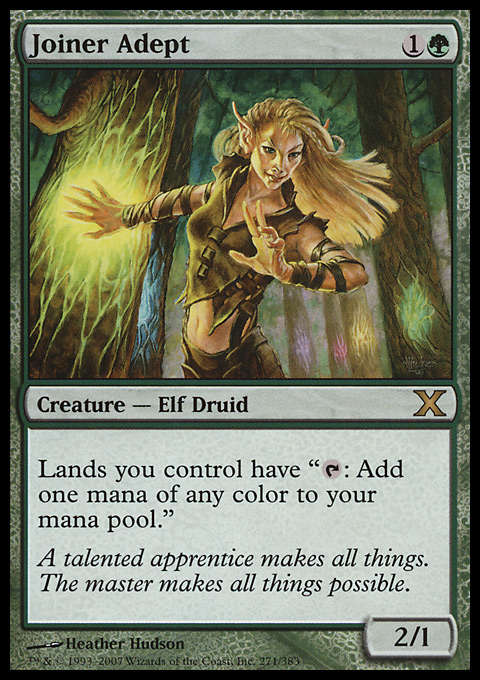 Joiner Adept 1
Creature — Elf Druid X
Lands you control have “ : Add
one mana of any color to your
mana pool.”
A talented apprentice makes all things.
The master makes all things possible.
Heather Hudson
2/1
™ & © 1993–2007 Wizards of the Coast, Inc. 271/383